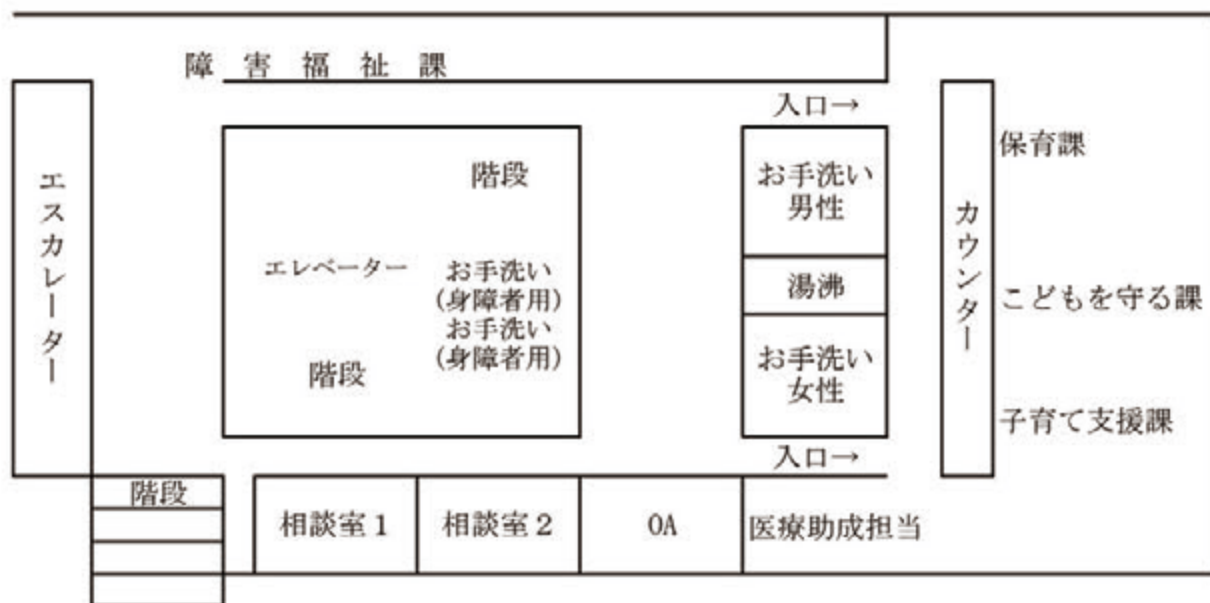 障害福祉課
入口→
エスカレーター
階段
エレベーター
お手洗い
(身障者用)
お手洗い
(身障者用)
階段
お手洗い
男性
湯沸
お手洗い
女性
カウンター
保育課
こどもを守る課
子育て支援課
入口→
階段
相談室1
相談室2
OA
医療助成担当